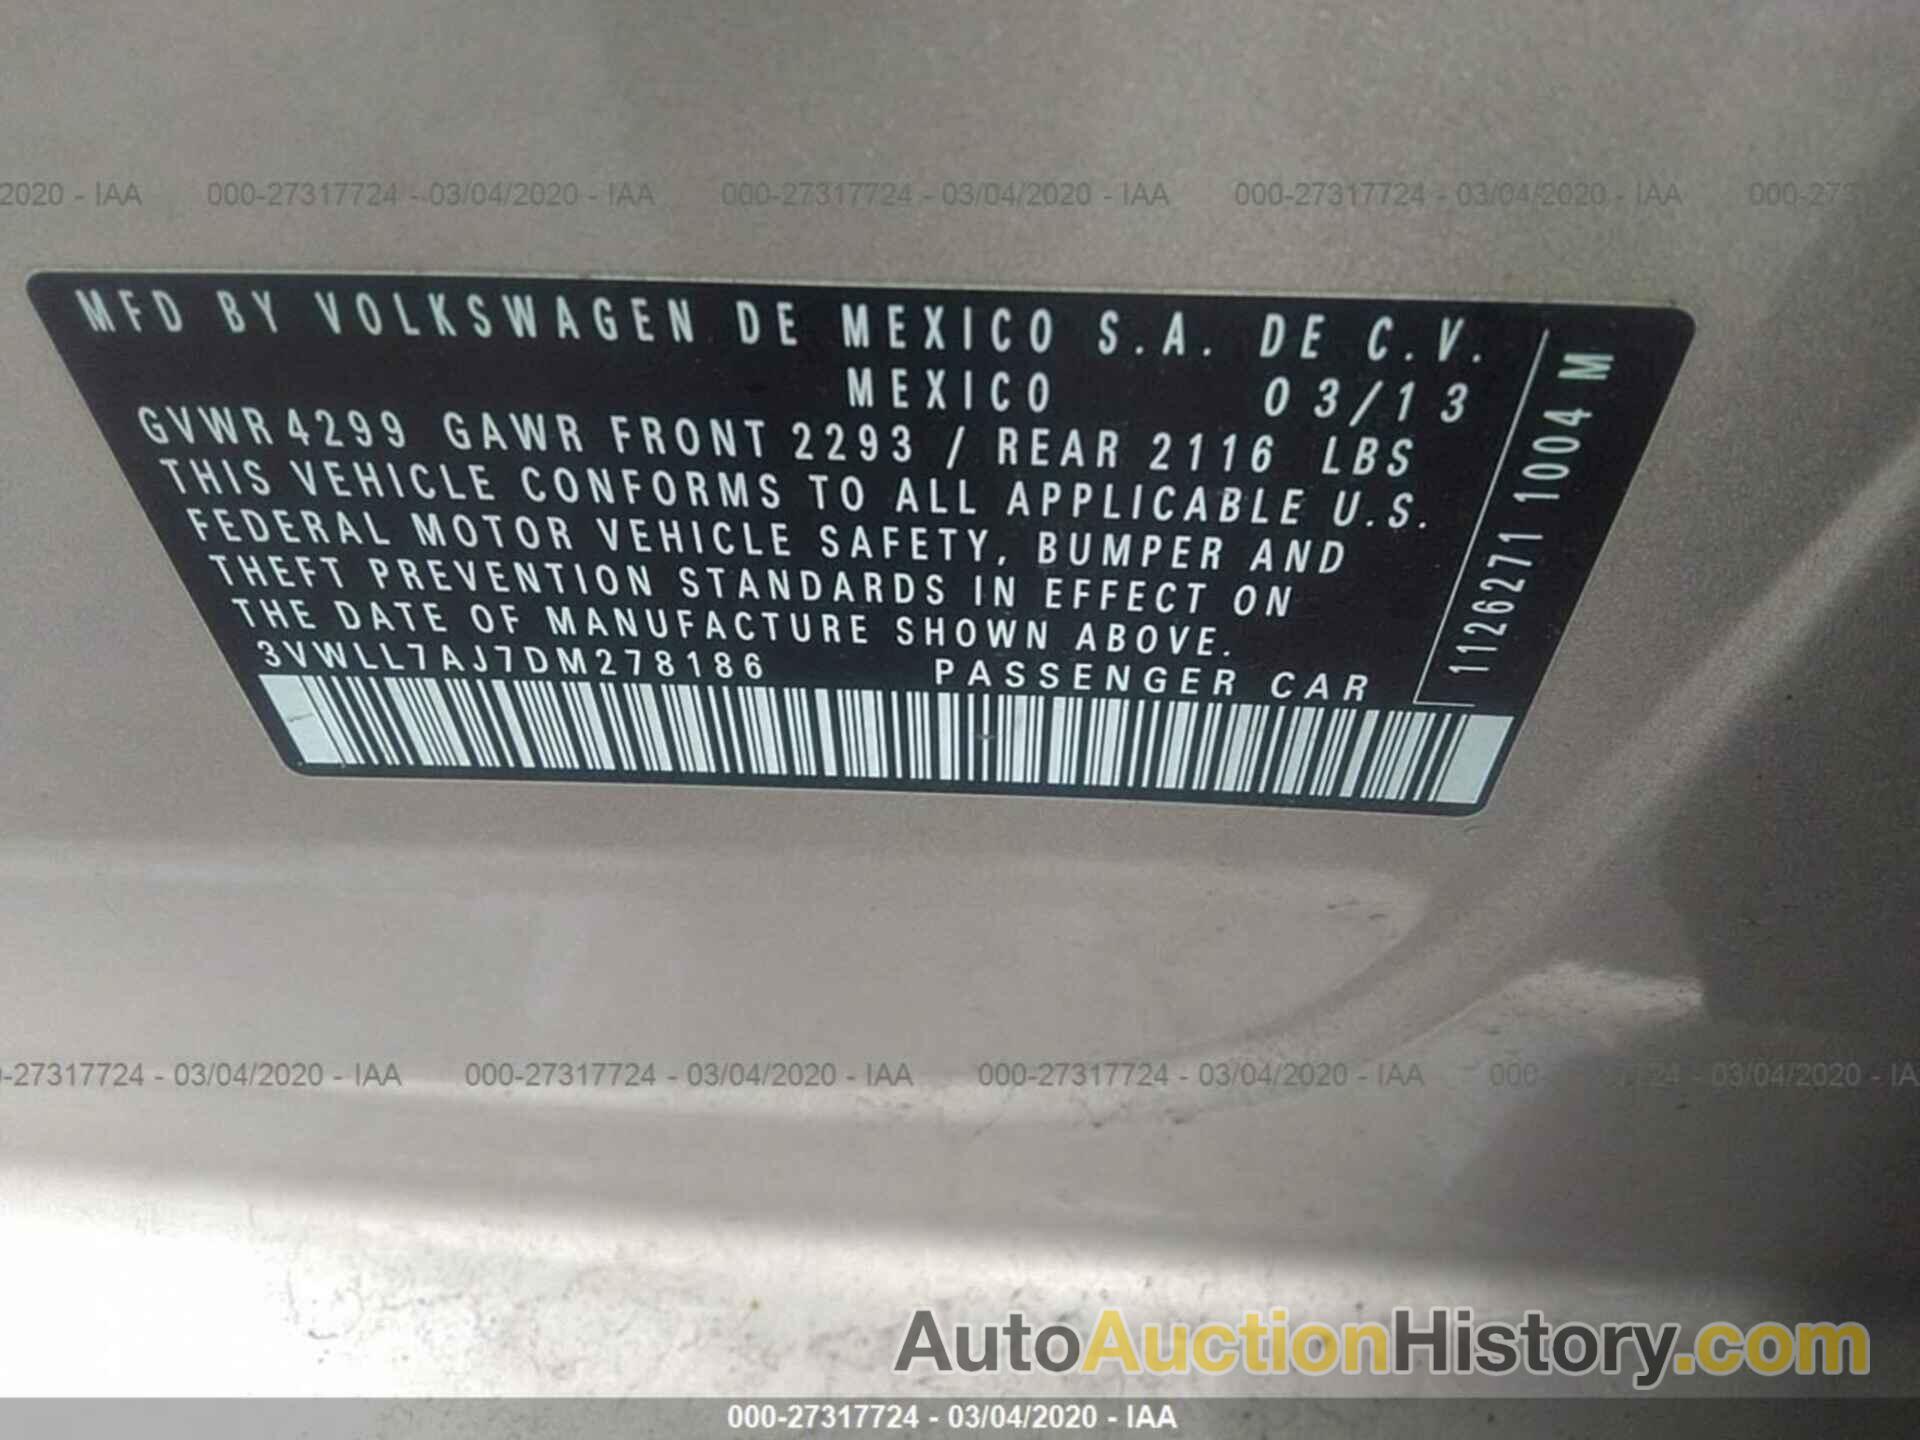 2020 - IAA 000-27317724 - 03/04/2020 - IAA 000-27317724 - 03/04/2020 - IAA 000-27317724 - 03/04/2020 - IAA 000-273
MFD BY VOLKSWAGEN DE MEXICO S.A. DE C.V.
MEXICO 03/13
GVWR 4299 GAWR FRONT 2293 / REAR 2116 LBS
THIS VEHICLE CONFORMS TO ALL APPLICABLE U.S.
FEDERAL MOTOR VEHICLE SAFETY, BUMPER AND
THEFT PREVENTION STANDARDS IN EFFECT ON
THE DATE OF MANUFACTURE SHOWN ABOVE.
3VWLL7AJ7DM278186 PASSENGER CAR
1126271 1004 M
-27317724 - 03/04/2020 - IAA 000-27317724 - 03/04/2020 - IAA 000-27317724 - 03/04/2020 - IAA 000-27317724 - 03/04/2020 - IA
AutoAuctionHistory.com
000-27317724 - 03/04/2020 - IAA